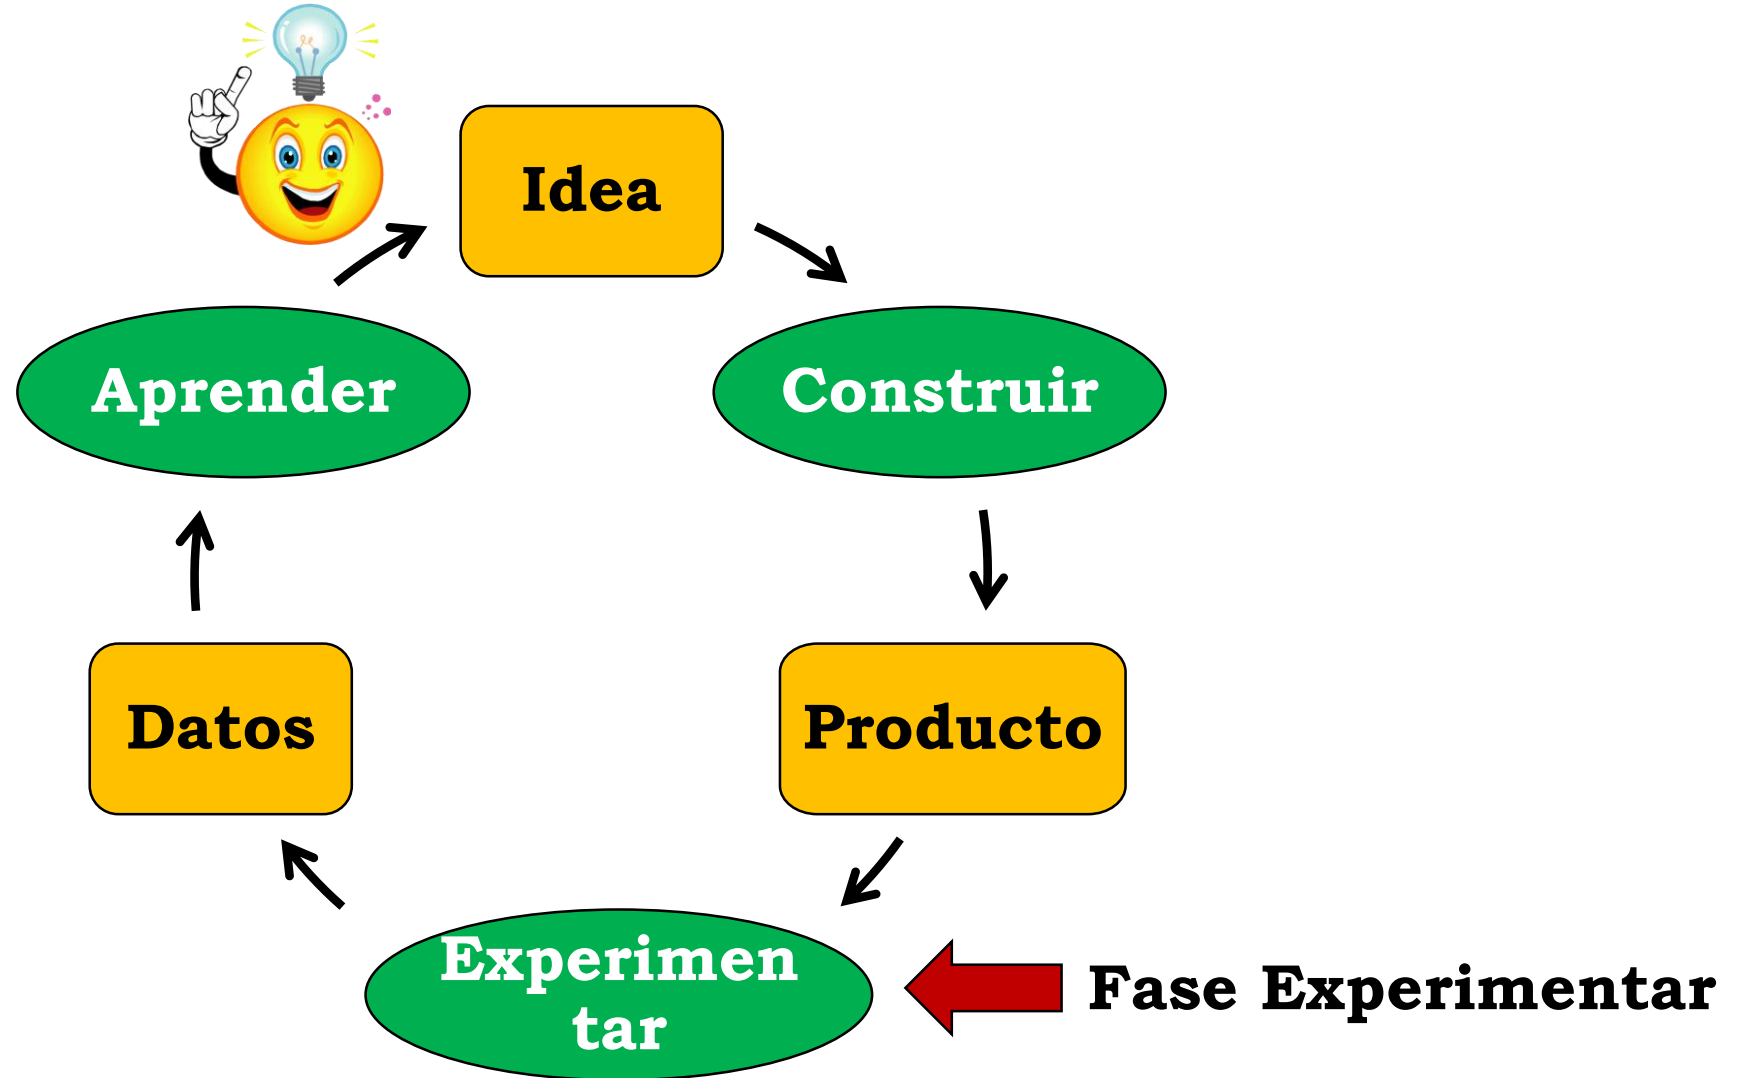 Idea
Aprender
Construir
Datos
Producto
Experimen
tar
Fase Experimentar